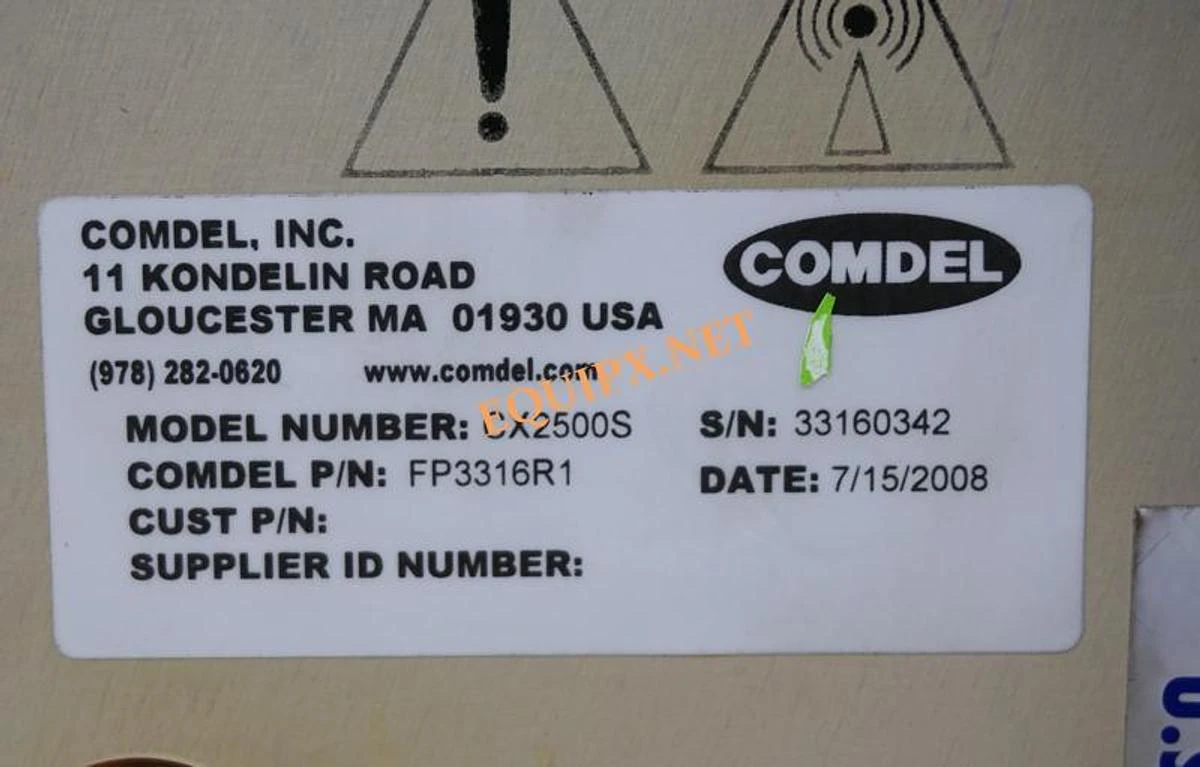 COMDEL, INC.
11 KONDELIN ROAD
GLOUCESTER MA 01930 USA
(978) 282-0620 www.comdel.com
COMDEL
EQUIPX.NET
MODEL NUMBER: CX2500S S/N: 33160342
COMDEL P/N: FP3316R1 DATE: 7/15/2008
CUST P/N:
SUPPLIER ID NUMBER: